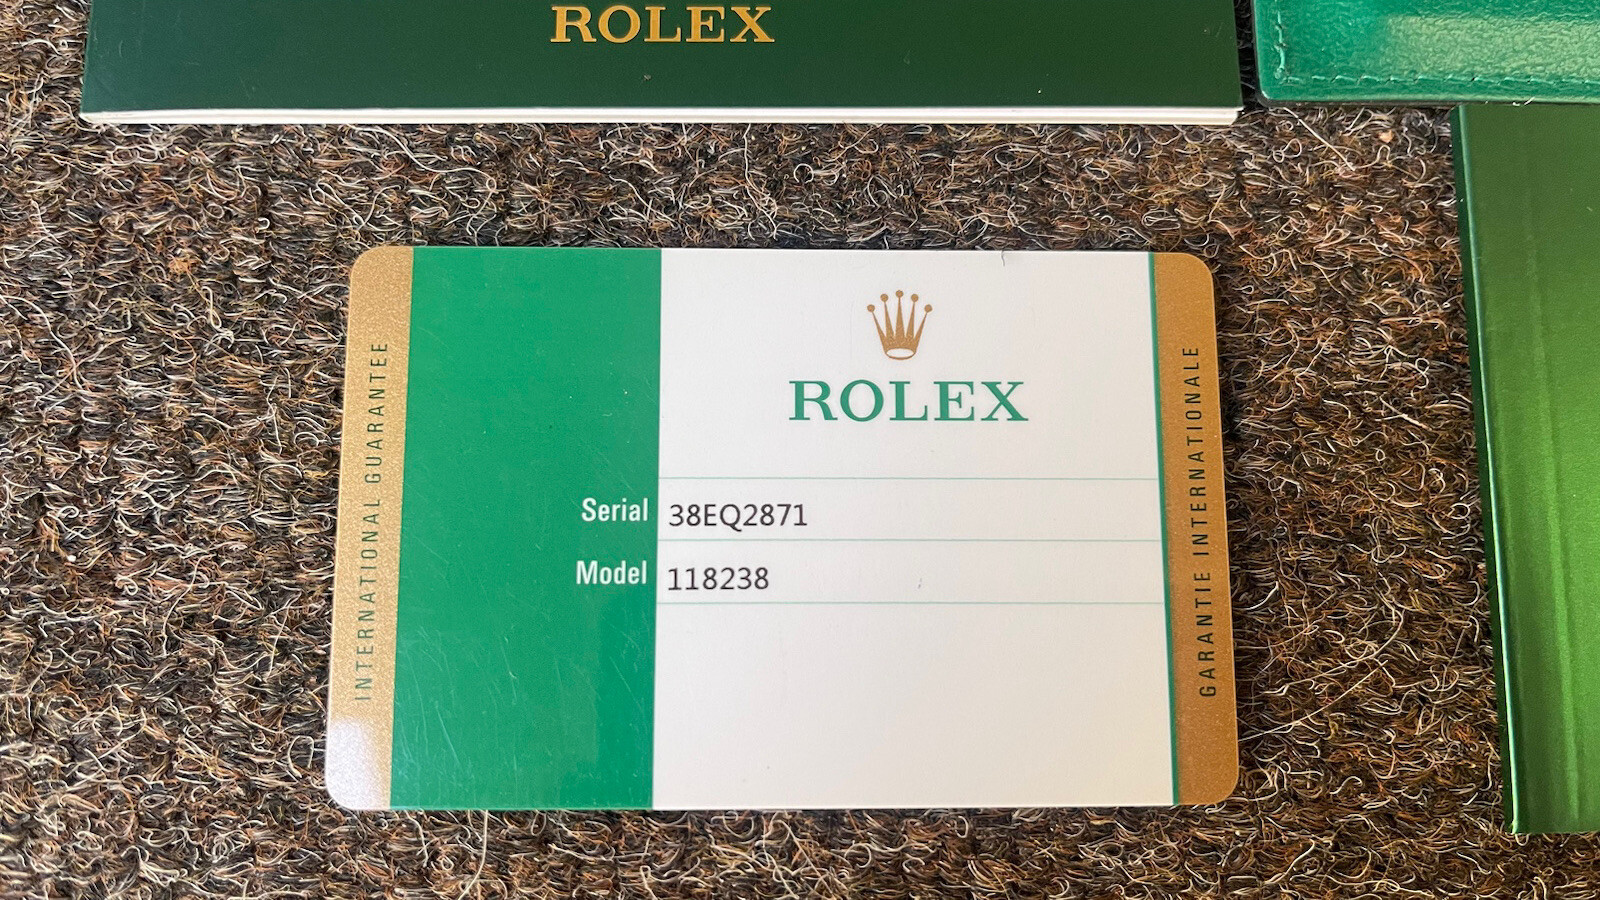 ROLEX
ROLEX
INTERNATIONAL GUARANTEE
Serial 38EQ2871
Model 118238
GARANTIE INTERNATIONALE